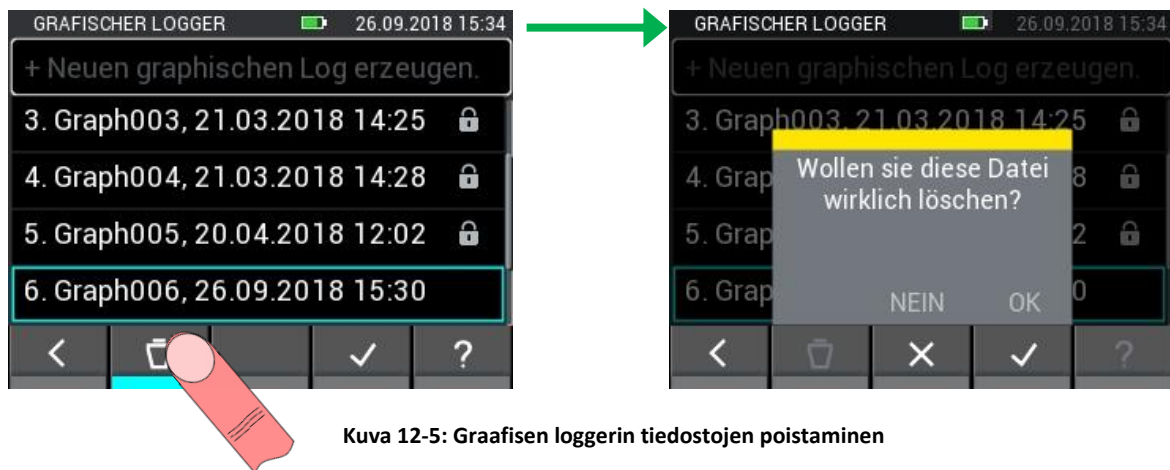 GRAFISCHER LOGGER 26.09.2018 15:34
+ Neuen graphischen Log erzeugen.
3. Graph003, 21.03.2018 14:25
4. Graph004, 21.03.2018 14:28
5. Graph005, 20.04.2018 12:02
6. Graph006, 26.09.2018 15:30
?
GRAFISCHER LOGGER 26.09.2018 15:34
+ Neuen graphischen Log erzeugen.
3. Graph003, 21.03.2018 14:25
4. Grap 8
5. Grap 2
6. Grap 0
Wollen sie diese Datei
wirklich löschen?
NEIN OK
?
Kuva 12-5: Graafisen loggerin tiedostojen poistaminen